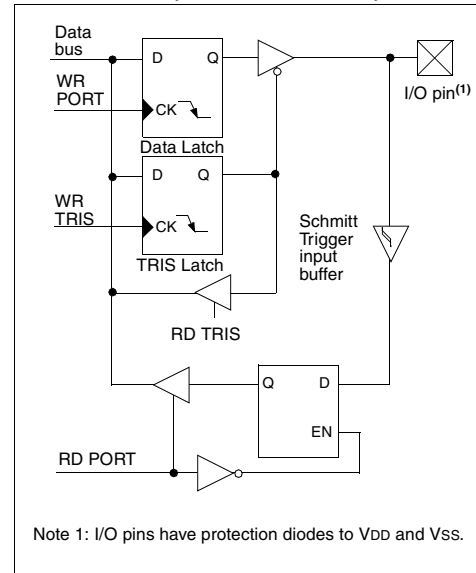 Data
bus
D Q
WR
PORT
I/O pin(1)
CK
Data Latch
D Q
WR
TRIS
CK
TRIS Latch
Schmitt
Trigger
input
buffer
RD TRIS
Q D
EN
RD PORT
Note 1: I/O pins have protection diodes to VDD and VSS.